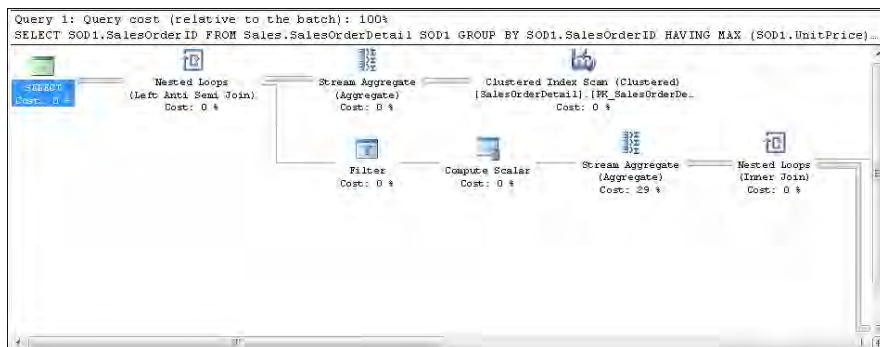 Query 1: Query cost (relative to the batch): 100%
SELECT SOD1.SalesOrderID FROM Sales.SalesOrderDetail SOD1 GROUP BY SOD1.SalesOrderID HAVING MAX (SOD1.UnitPrice)…
SELECT
Cost: 0 %
Nested Loops
(Left Anti Semi Join)
Cost: 0 %
Stream Aggregate
(Aggregate)
Cost: 0 %
Clustered Index Scan (Clustered)
[SalesOrderDetail].[PK_SalesOrderDe…
Cost: 0 %
Filter
Cost: 0 %
Compute Scalar
Cost: 0 %
Stream Aggregate
(Aggregate)
Cost: 29 %
Nested Loops
(Inner Join)
Cost: 0 %